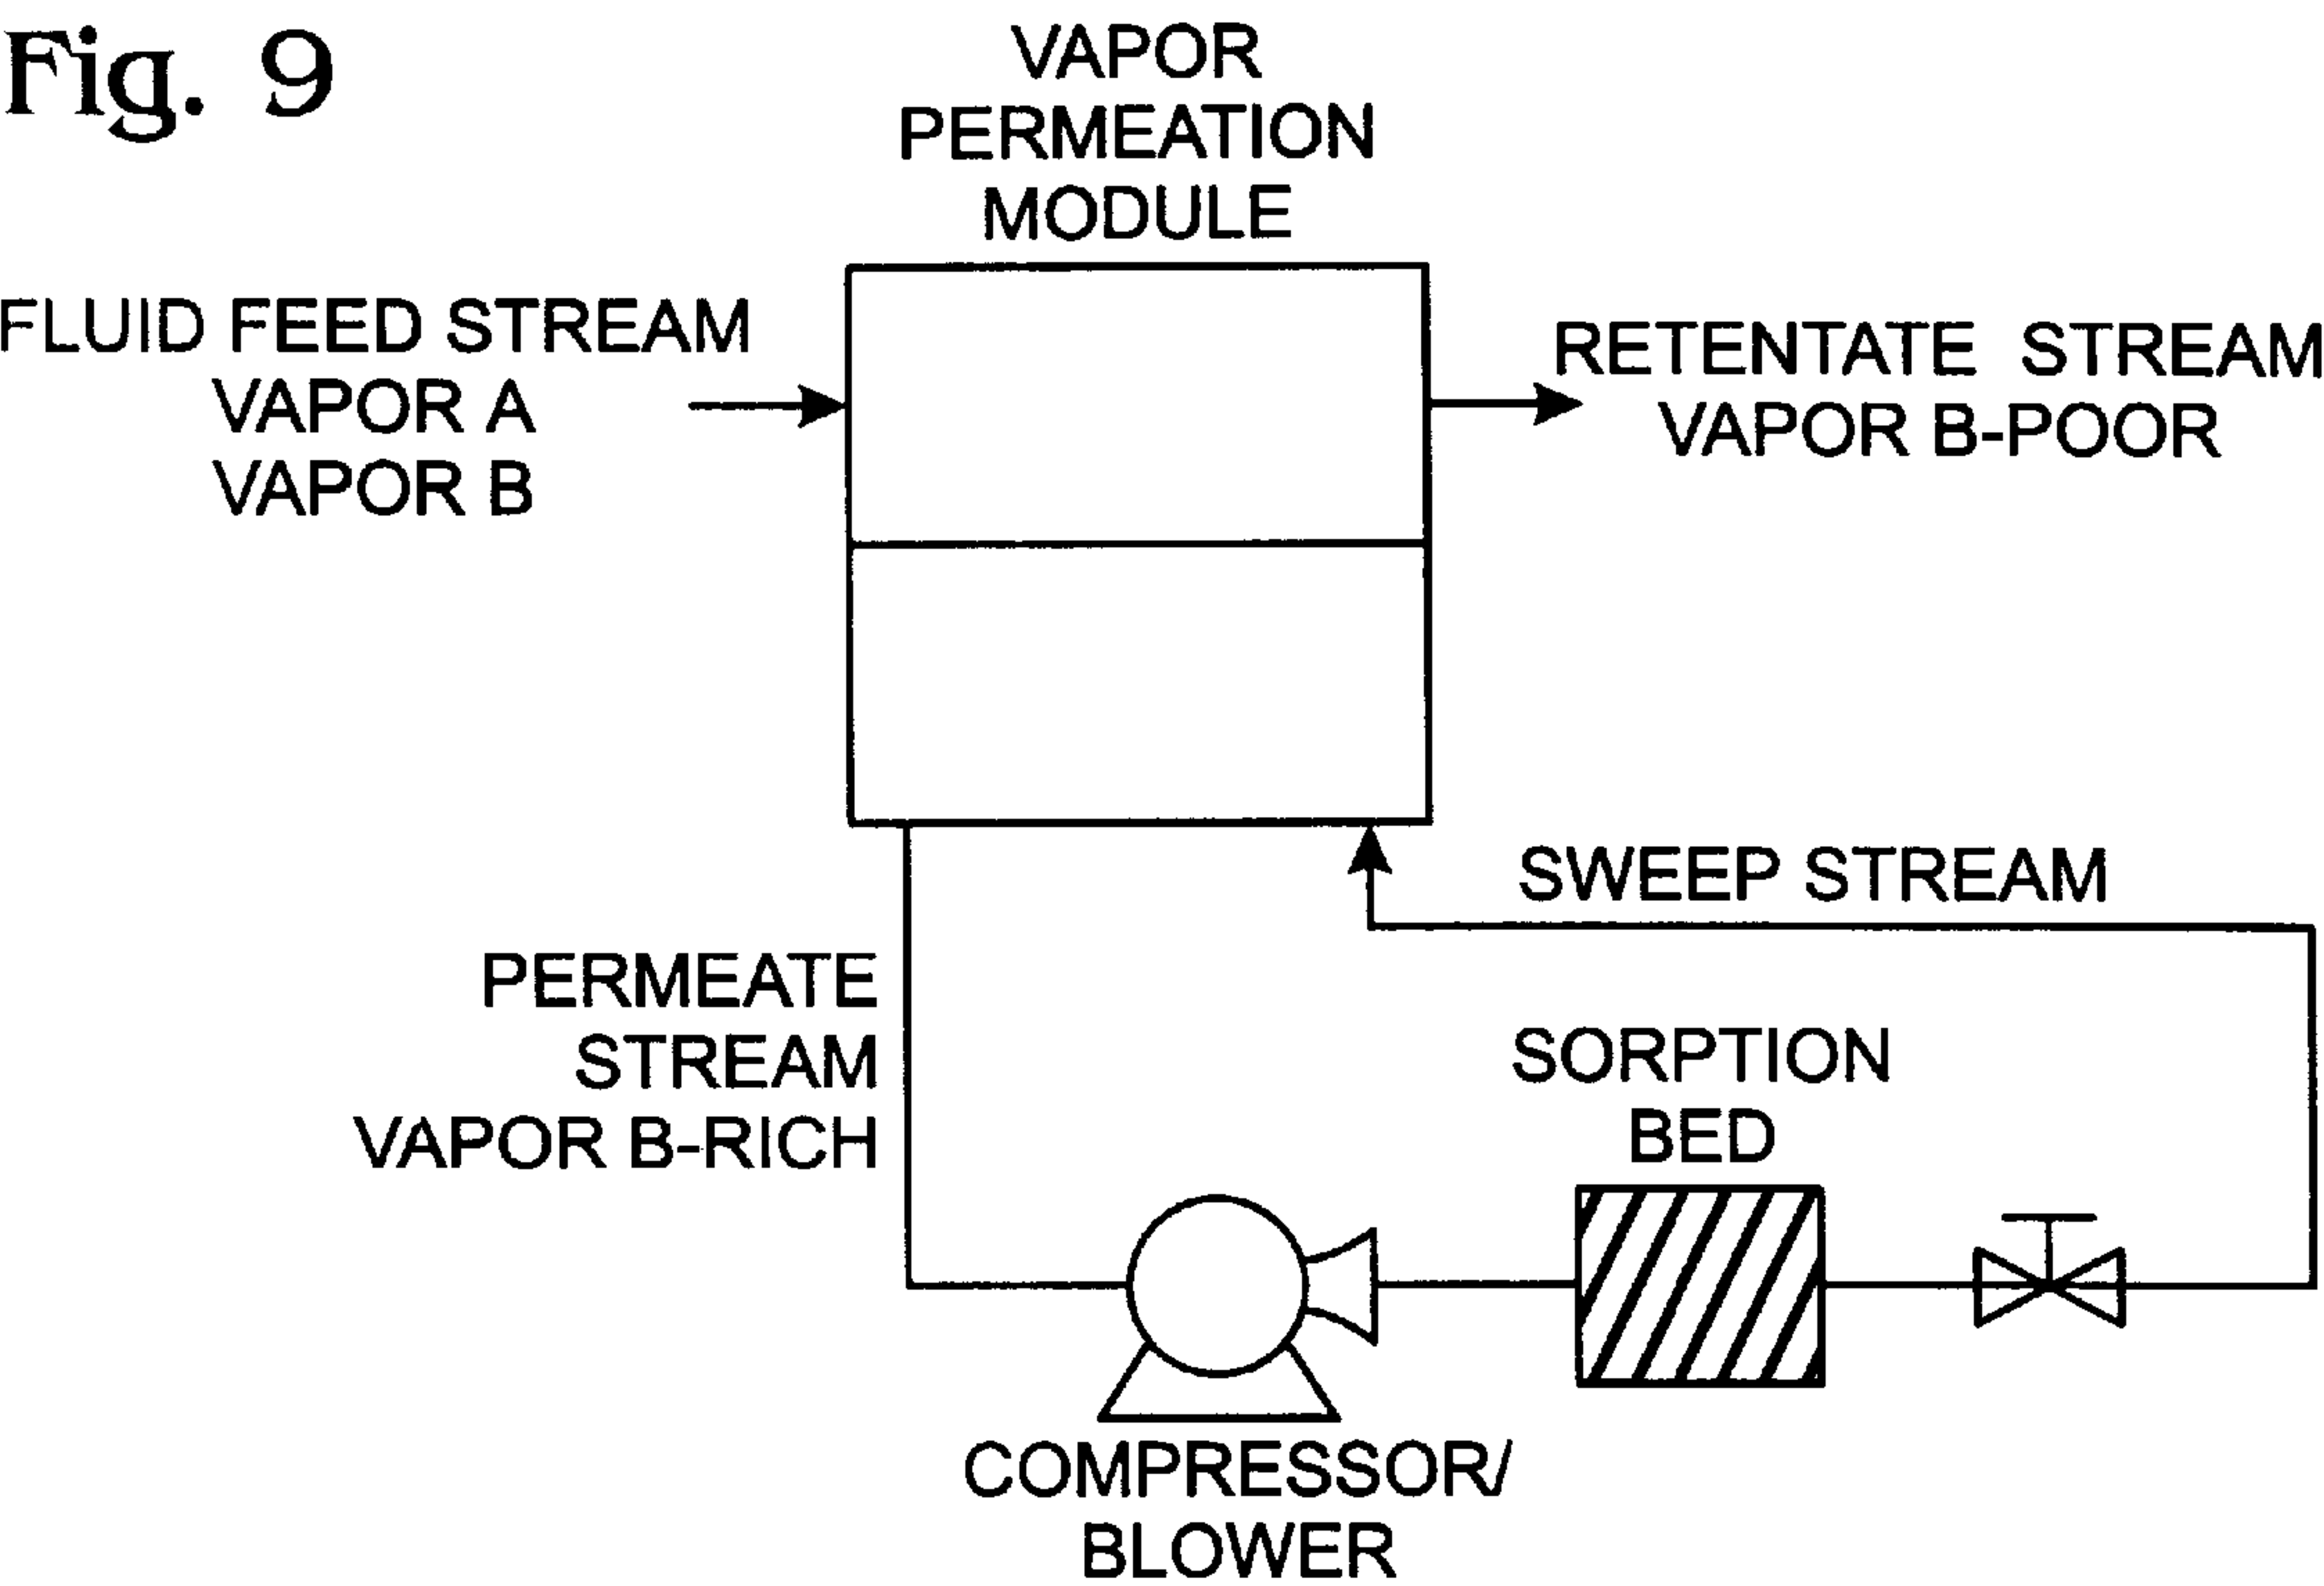 Fig. 9
VAPOR
PERMEATION
MODULE
FLUID FEED STREAM
VAPOR A
VAPOR B
RETENTATE STREAM
VAPOR B-POOR
SWEEP STREAM
PERMEATE
STREAM
VAPOR B-RICH
SORPTION
BED
COMPRESSOR/
BLOWER